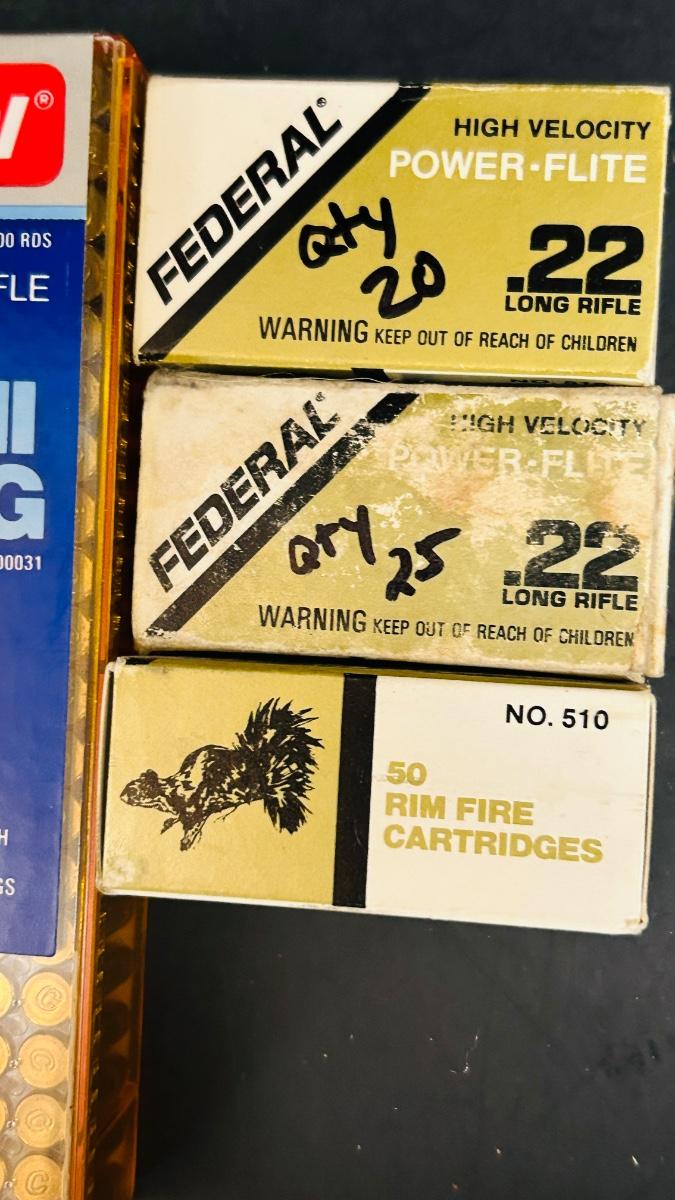 ®
00 RDS
FLE
II
G
00031
H
GS
FEDERAL®
HIGH VELOCITY
POWER·FLITE
Qty
20
.22
LONG RIFLE
WARNING KEEP OUT OF REACH OF CHILDREN
FEDERAL®
HIGH VELOCITY
POWER·FLITE
Qty
25
.22
LONG RIFLE
WARNING KEEP OUT OF REACH OF CHILDREN
NO. 510
50
RIM FIRE
CARTRIDGES
C
C
C
C